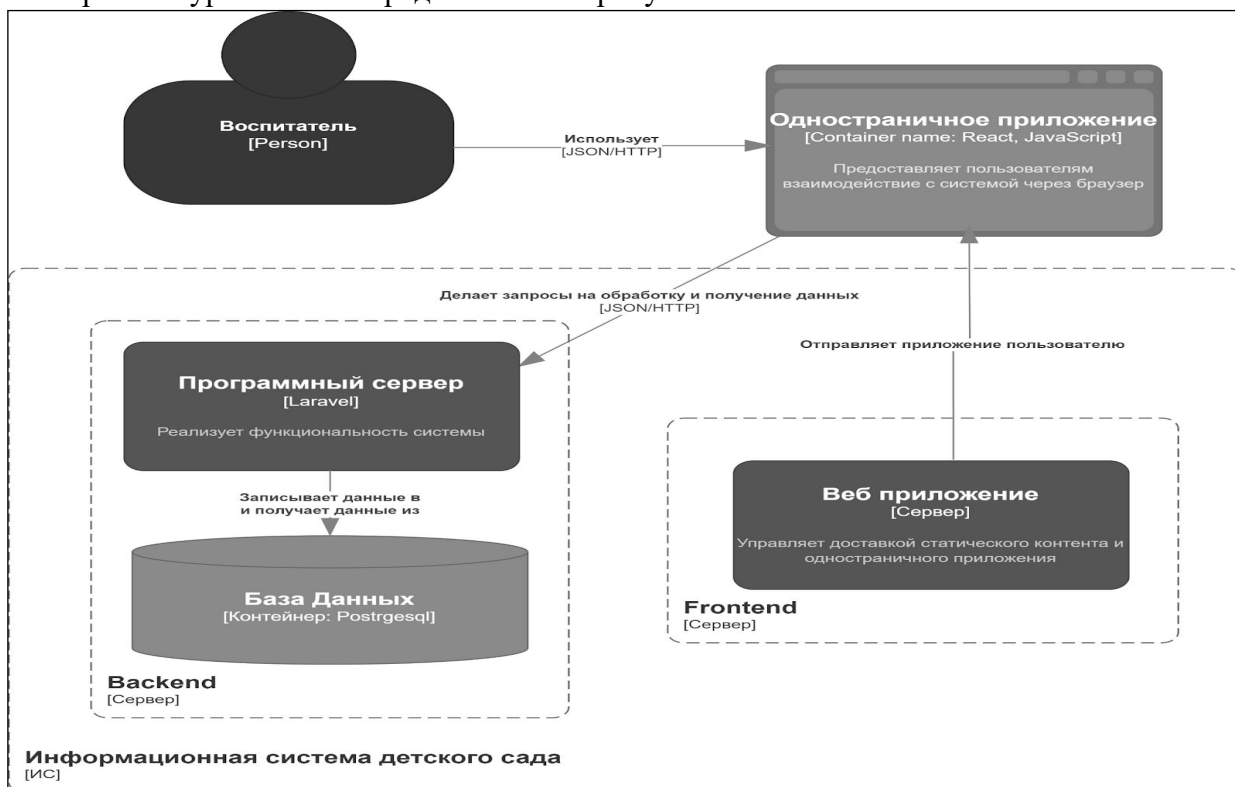 Воспитатель
[Person]
Использует
[JSON/HTTP]
Одностраничное приложение
[Container name: React, JavaScript]
Предоставляет пользователям
взаимодействие с системой через браузер
Делает запросы на обработку и получение данных
[JSON/HTTP]
Отправляет приложение пользователю
Программный сервер
[Laravel]
Реализует функциональность системы
Записывает данные в
и получает данные из
База Данных
[Контейнер: Postrgesql]
Backend
[Сервер]
Веб приложение
[Сервер]
Управляет доставкой статического контента и
одностраничного приложения
Frontend
[Сервер]
Информационная система детского сада
[ИС]